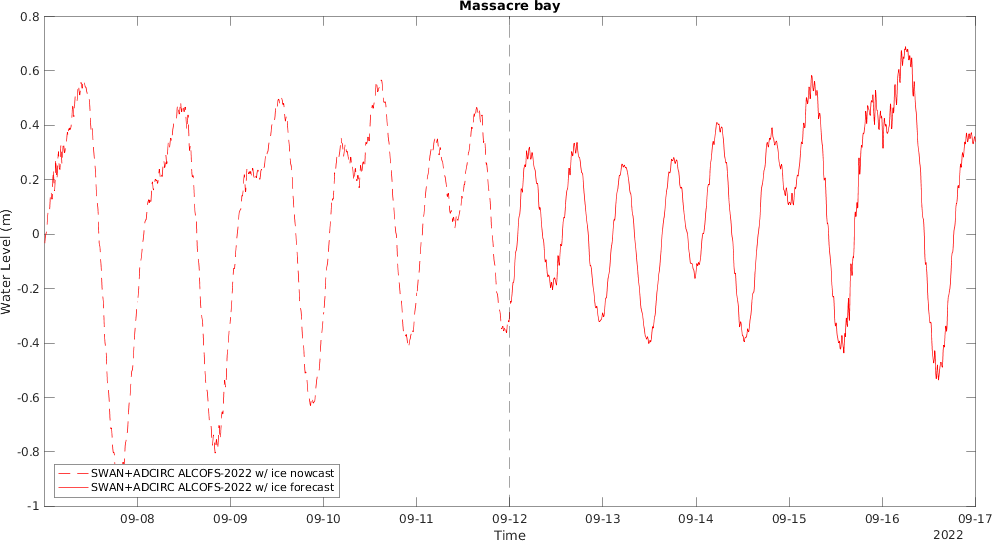 Massacre bay
Water Level (m)
0.8
0.6
0.4
0.2
0
-0.2
-0.4
-0.6
-0.8
-1
SWAN+ADCIRC ALCOFS-2022 w/ ice nowcast
SWAN+ADCIRC ALCOFS-2022 w/ ice forecast
09-08 09-09 09-10 09-11 09-12 09-13 09-14 09-15 09-16 09-17
Time
2022